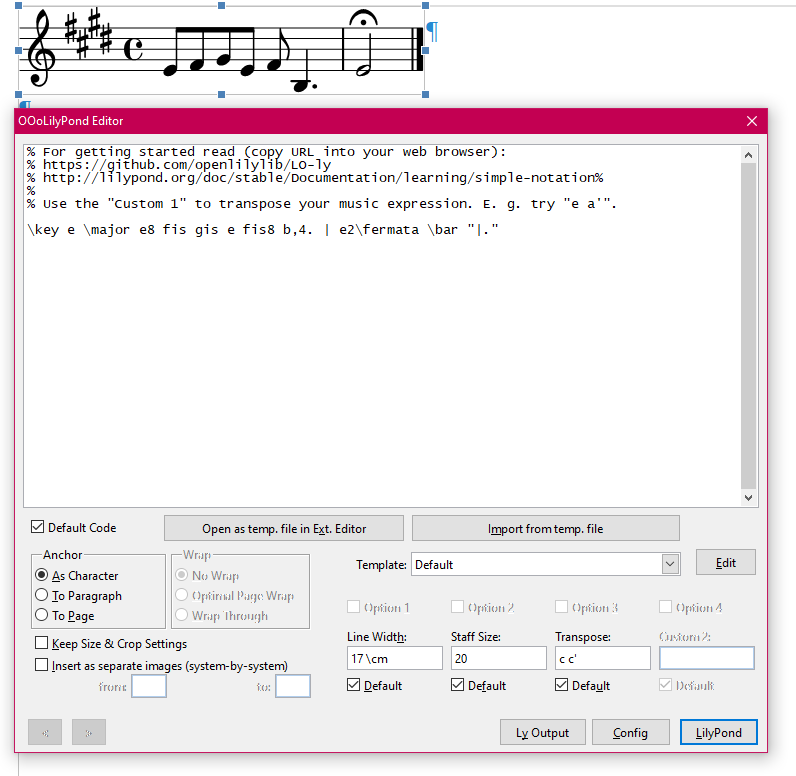 ¶
¶
OOoLilyPond Editor
% For getting started read (copy URL into your web browser):
% https://github.com/openlilylib/LO-ly
% http://lilypond.org/doc/stable/Documentation/learning/simple-notation%
%
% Use the "Custom 1" to transpose your music expression. E. g. try "e a'".
\key e \major e8 fis gis e fis8 b,4. | e2\fermata \bar "|."
Default Code
Open as temp. file in Ext. Editor
Import from temp. file
Anchor
As Character
To Paragraph
To Page
Wrap
No Wrap
Optimal Page Wrap
Wrap Through
Template:
Default
Edit
Option 1
Option 2
Option 3
Option 4
Keep Size & Crop Settings
Insert as separate images (system-by-system)
from:
to:
Line Width:
Staff Size:
Transpose:
Custom 2:
17\cm
20
c c'
Default
Default
Default
Default
<
>
Ly Output
Config
LilyPond